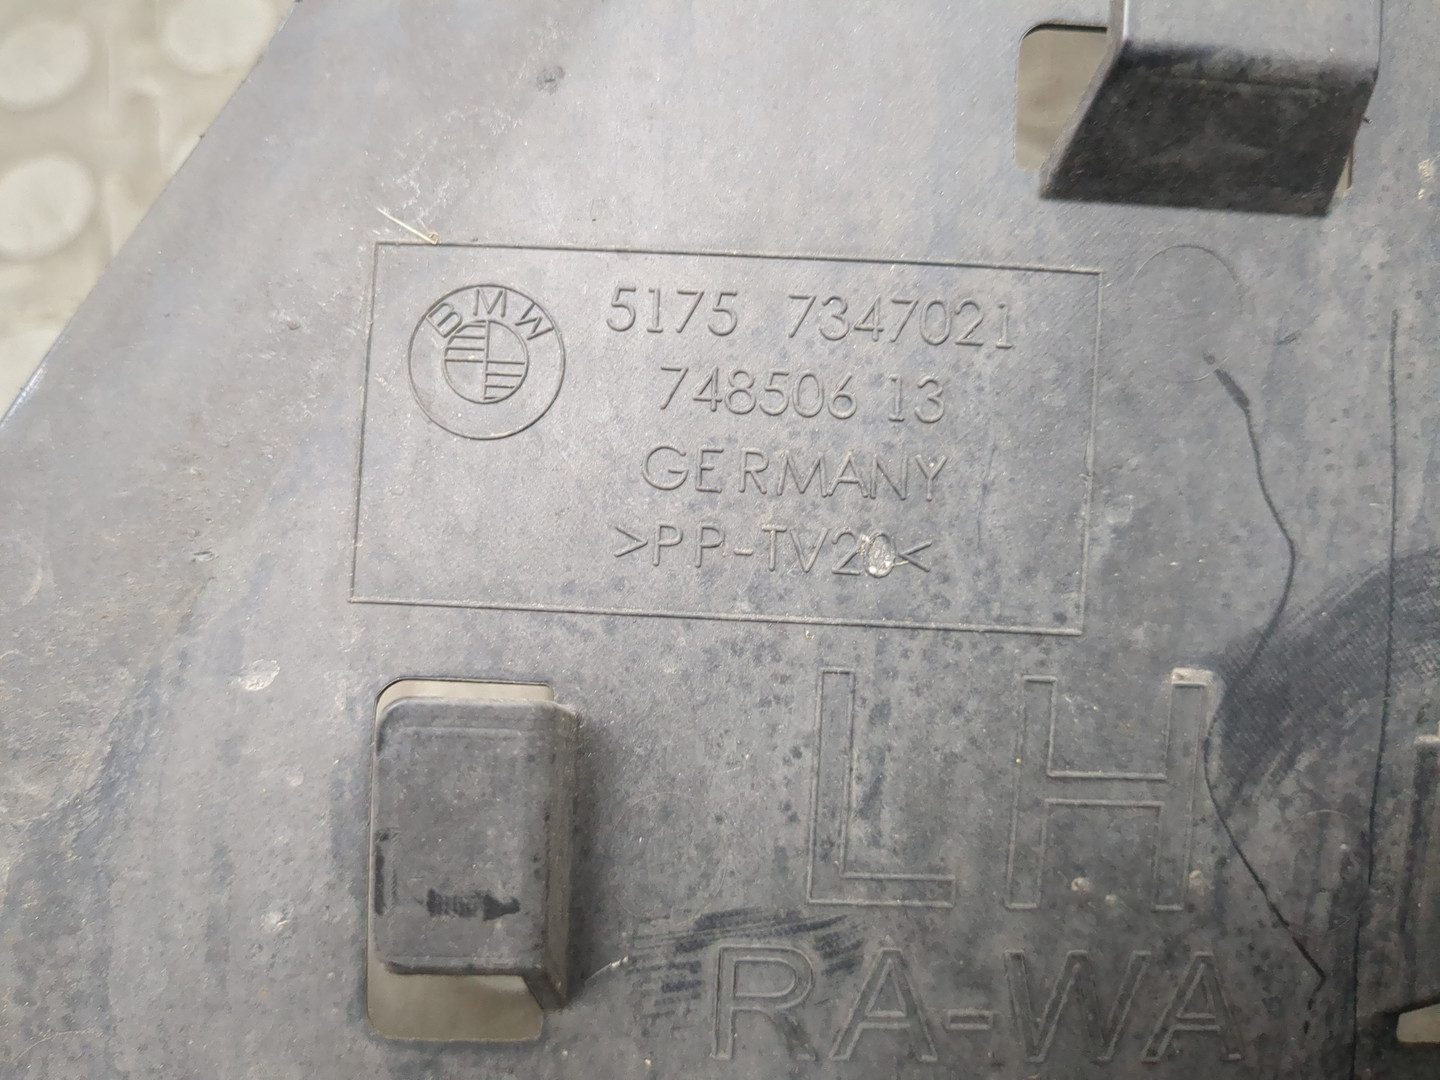 BMW
5175 7347021
748506 13
GERMANY
>PP-TV20<
LH
RA-WA